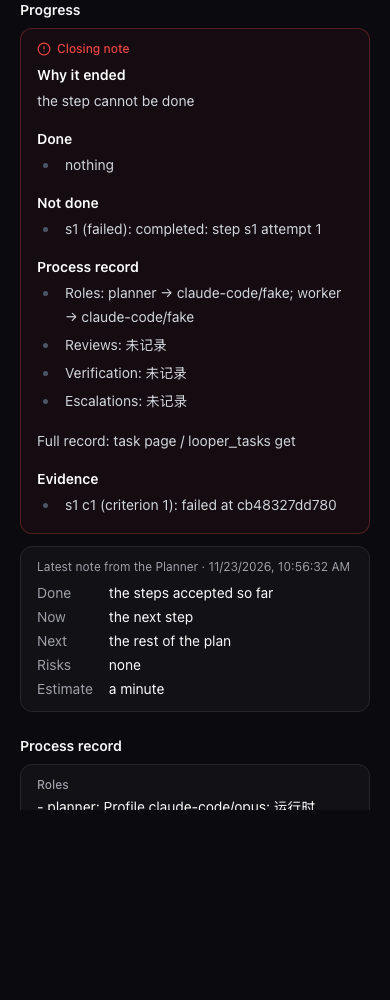 Progress
Closing note
Why it ended
the step cannot be done
Done
nothing
Not done
s1 (failed): completed: step s1 attempt 1
Process record
Roles: planner → claude-code/fake; worker
→ claude-code/fake
Reviews: 未记录
Verification: 未记录
Escalations: 未记录
Full record: task page / looper_tasks get
Evidence
s1 c1 (criterion 1): failed at cb48327dd780
Latest note from the Planner · 11/23/2026, 10:56:32 AM
Done the steps accepted so far
Now the next step
Next the rest of the plan
Risks none
Estimate a minute
Process record
Roles
- planner: Profile claude-code/opus; 运行时